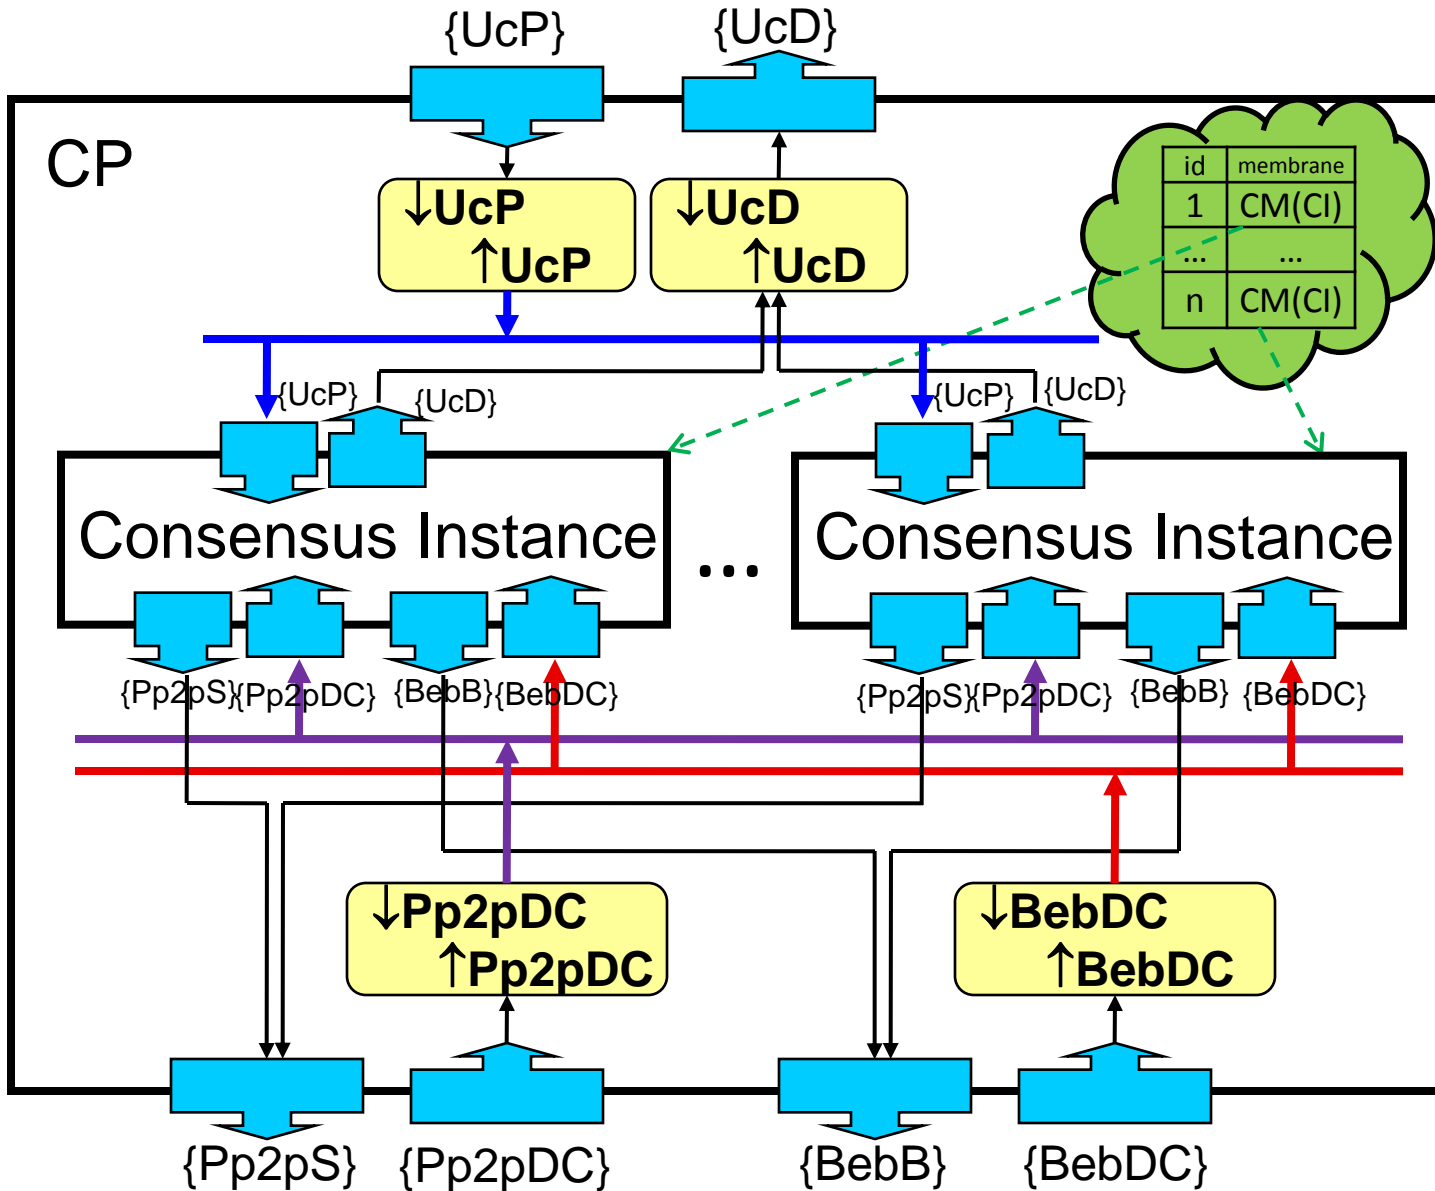 {UcP} {UcD}
CP
id membrane
1 CM(CI)
... ...
n CM(CI)
↓UcP
↑UcP
↓UcD
↑UcD
{UcP} {UcD} {UcP} {UcD}
Consensus Instance ... Consensus Instance
{Pp2pS} {Pp2pDC} {BebB} {BebDC} {Pp2pS} {Pp2pDC} {BebB} {BebDC}
↓Pp2pDC
↑Pp2pDC
↓BebDC
↑BebDC
{Pp2pS} {Pp2pDC} {BebB} {BebDC}